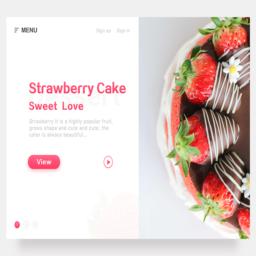 MENU
Sign up Sign in
Strawberry Cake
Sweet Love
Strawberry It is a highly popular fruit,
grows shape and cute and cute, the
color is always beautiful...
View